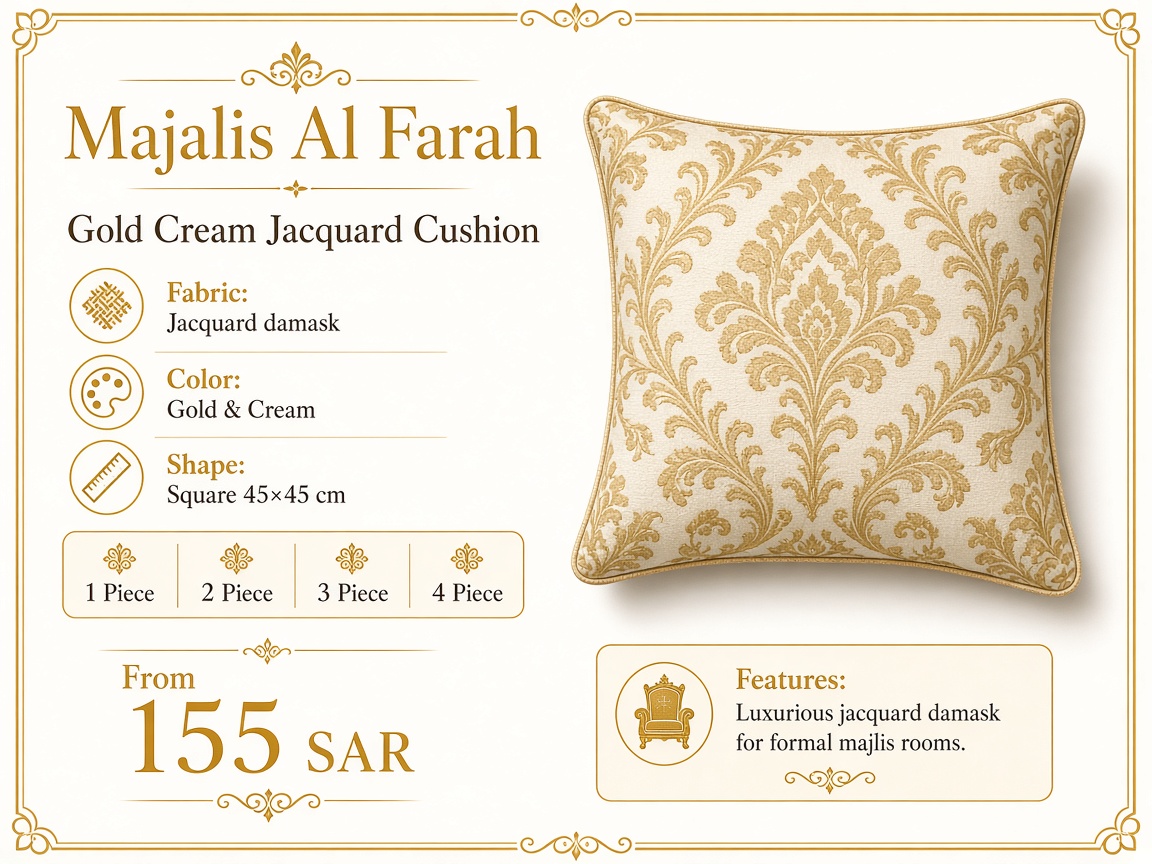 Majalis Al Farah
Gold Cream Jacquard Cushion
Fabric:
Jacquard damask
Color:
Gold & Cream
Shape:
Square 45×45 cm
1 Piece
2 Piece
3 Piece
4 Piece
From
155 SAR
Features:
Luxurious jacquard damask
for formal majlis rooms.